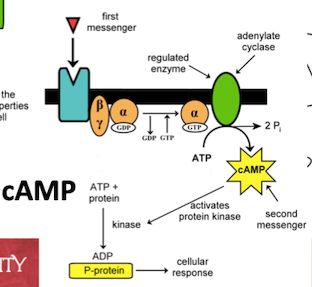 first
messenger
adenylate
cyclase
regulated
enzyme
the
perties
ell
β
γ
α
GDP
GDP
GTP
α
GTP
2 Pi
ATP
cAMP
cAMP
ATP +
protein
activates
protein kinase
second
messenger
kinase
ADP
P-protein
cellular
response
ITY